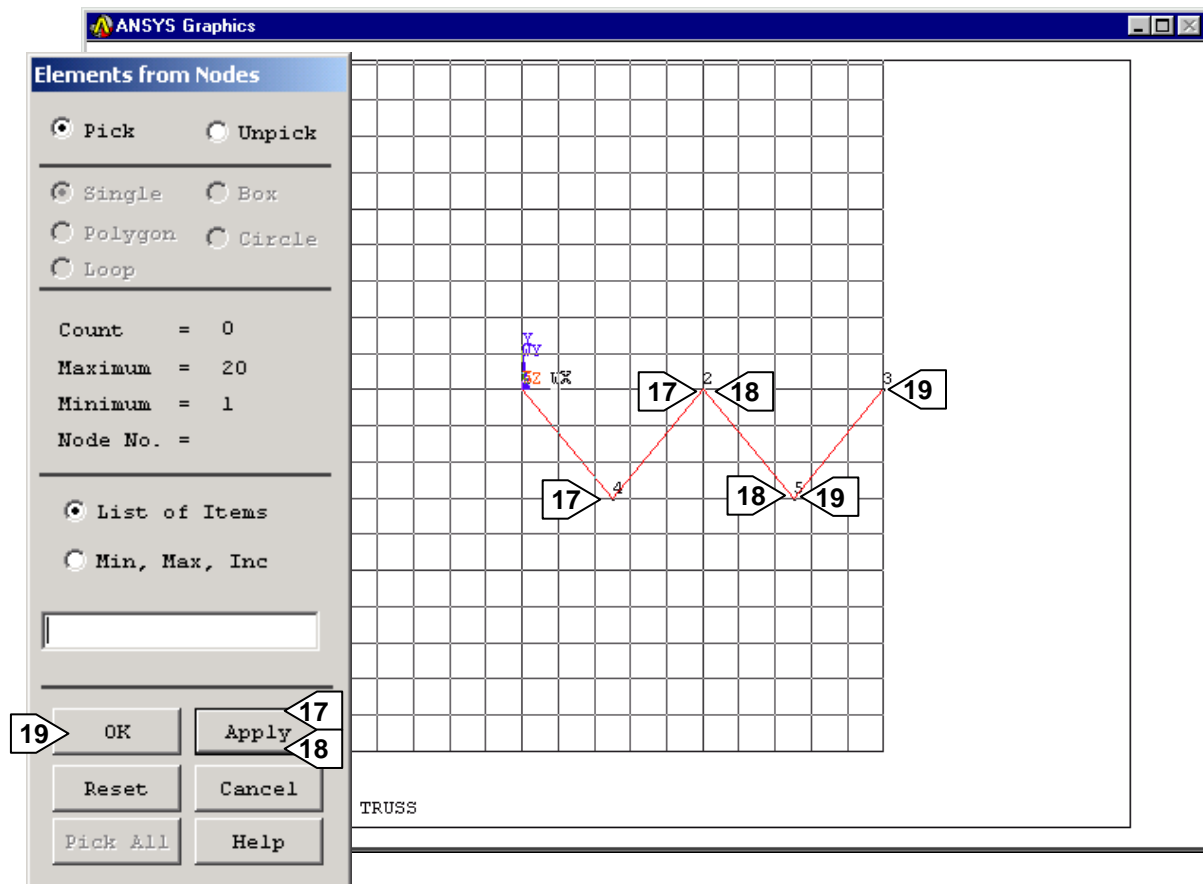 ANSYS Graphics
Elements from Nodes
Pick Unpick
Single Box
Polygon Circle
Loop
Count = 0
Maximum = 20
Minimum = 1
Node No. =
List of Items
Min, Max, Inc
19 OK Apply 17
18
Reset Cancel
Pick All Help
Y
WX
17 2 18 3 19
17 4 18 5 19
TRUSS